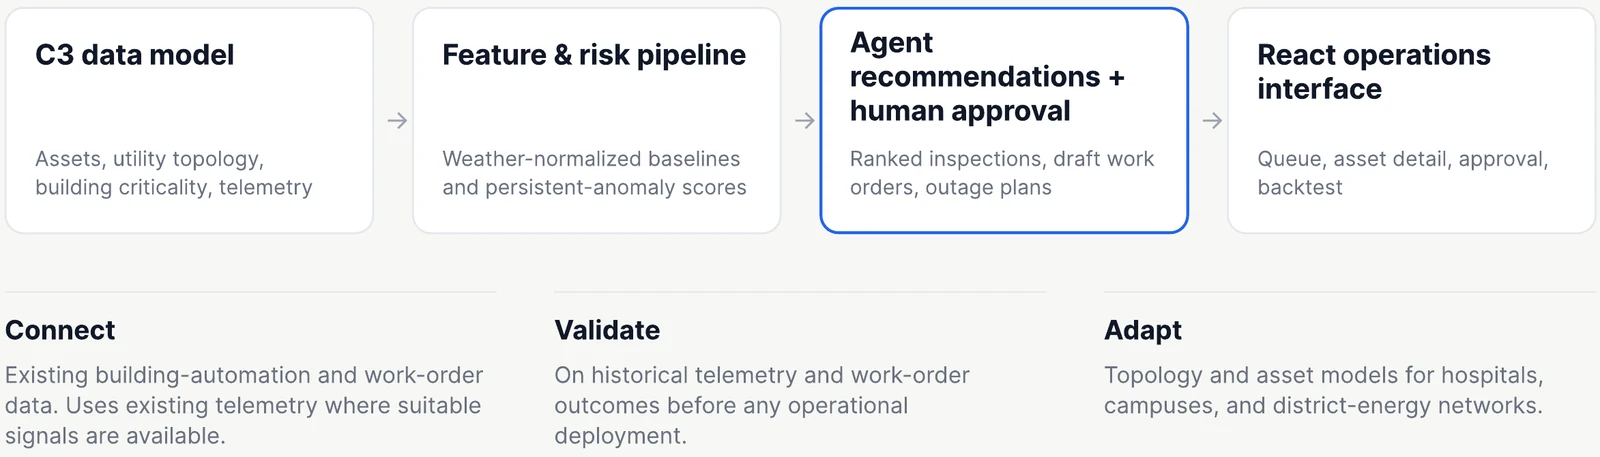 C3 data model
Assets, utility topology,
building criticality, telemetry
→
Feature & risk pipeline
Weather-normalized baselines
and persistent-anomaly scores
→
Agent
recommendations +
human approval
Ranked inspections, draft work
orders, outage plans
→
React operations
interface
Queue, asset detail, approval,
backtest
Connect
Existing building-automation and work-order
data. Uses existing telemetry where suitable
signals are available.
Validate
On historical telemetry and work-order
outcomes before any operational
deployment.
Adapt
Topology and asset models for hospitals,
campuses, and district-energy networks.